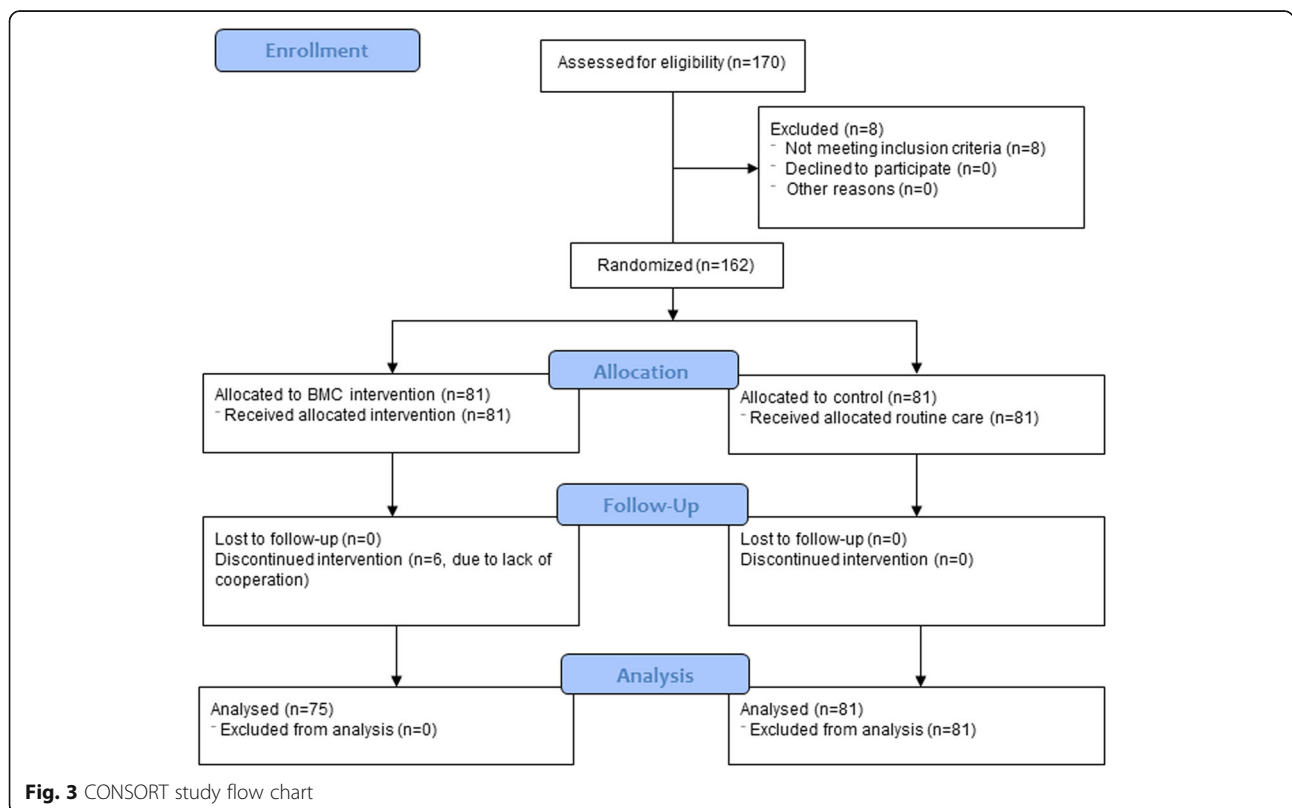 Enrollment
Assessed for eligibility (n=170)
Excluded (n=8)
- Not meeting inclusion criteria (n=8)
- Declined to participate (n=0)
- Other reasons (n=0)
Randomized (n=162)
Allocation
Allocated to BMC intervention (n=81)
- Received allocated intervention (n=81)
Allocated to control (n=81)
- Received allocated routine care (n=81)
Follow-Up
Lost to follow-up (n=0)
Discontinued intervention (n=6, due to lack of
cooperation)
Lost to follow-up (n=0)
Discontinued intervention (n=0)
Analysis
Analysed (n=75)
- Excluded from analysis (n=0)
Analysed (n=81)
- Excluded from analysis (n=81)
Fig. 3 CONSORT study flow chart